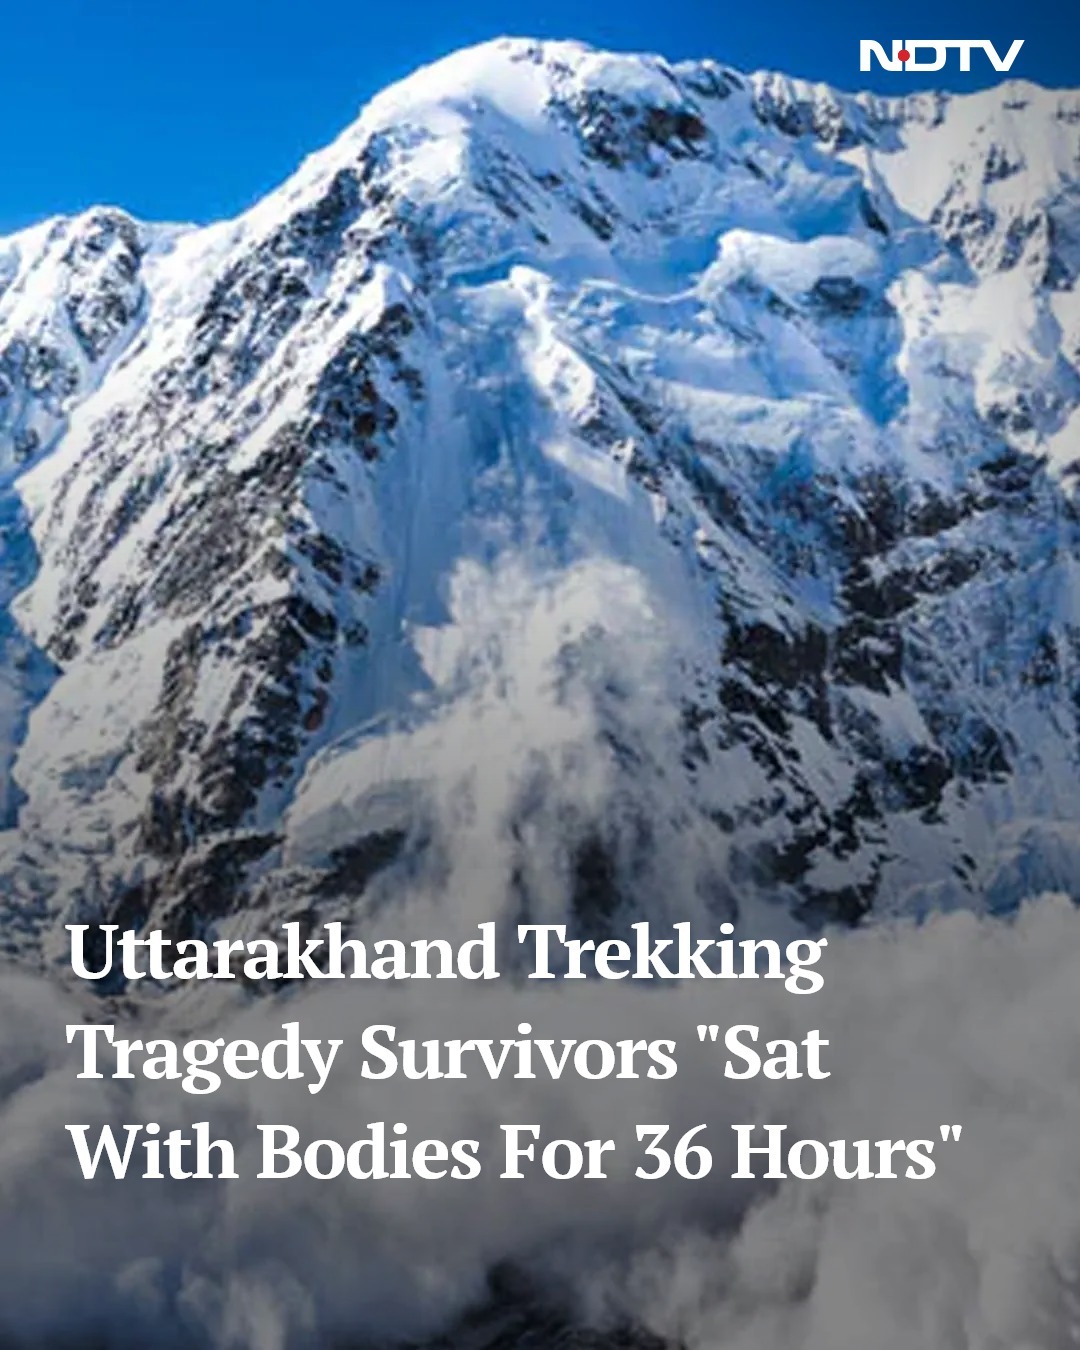 NDTV
Uttarakhand Trekking
Tragedy Survivors "Sat
With Bodies For 36 Hours"